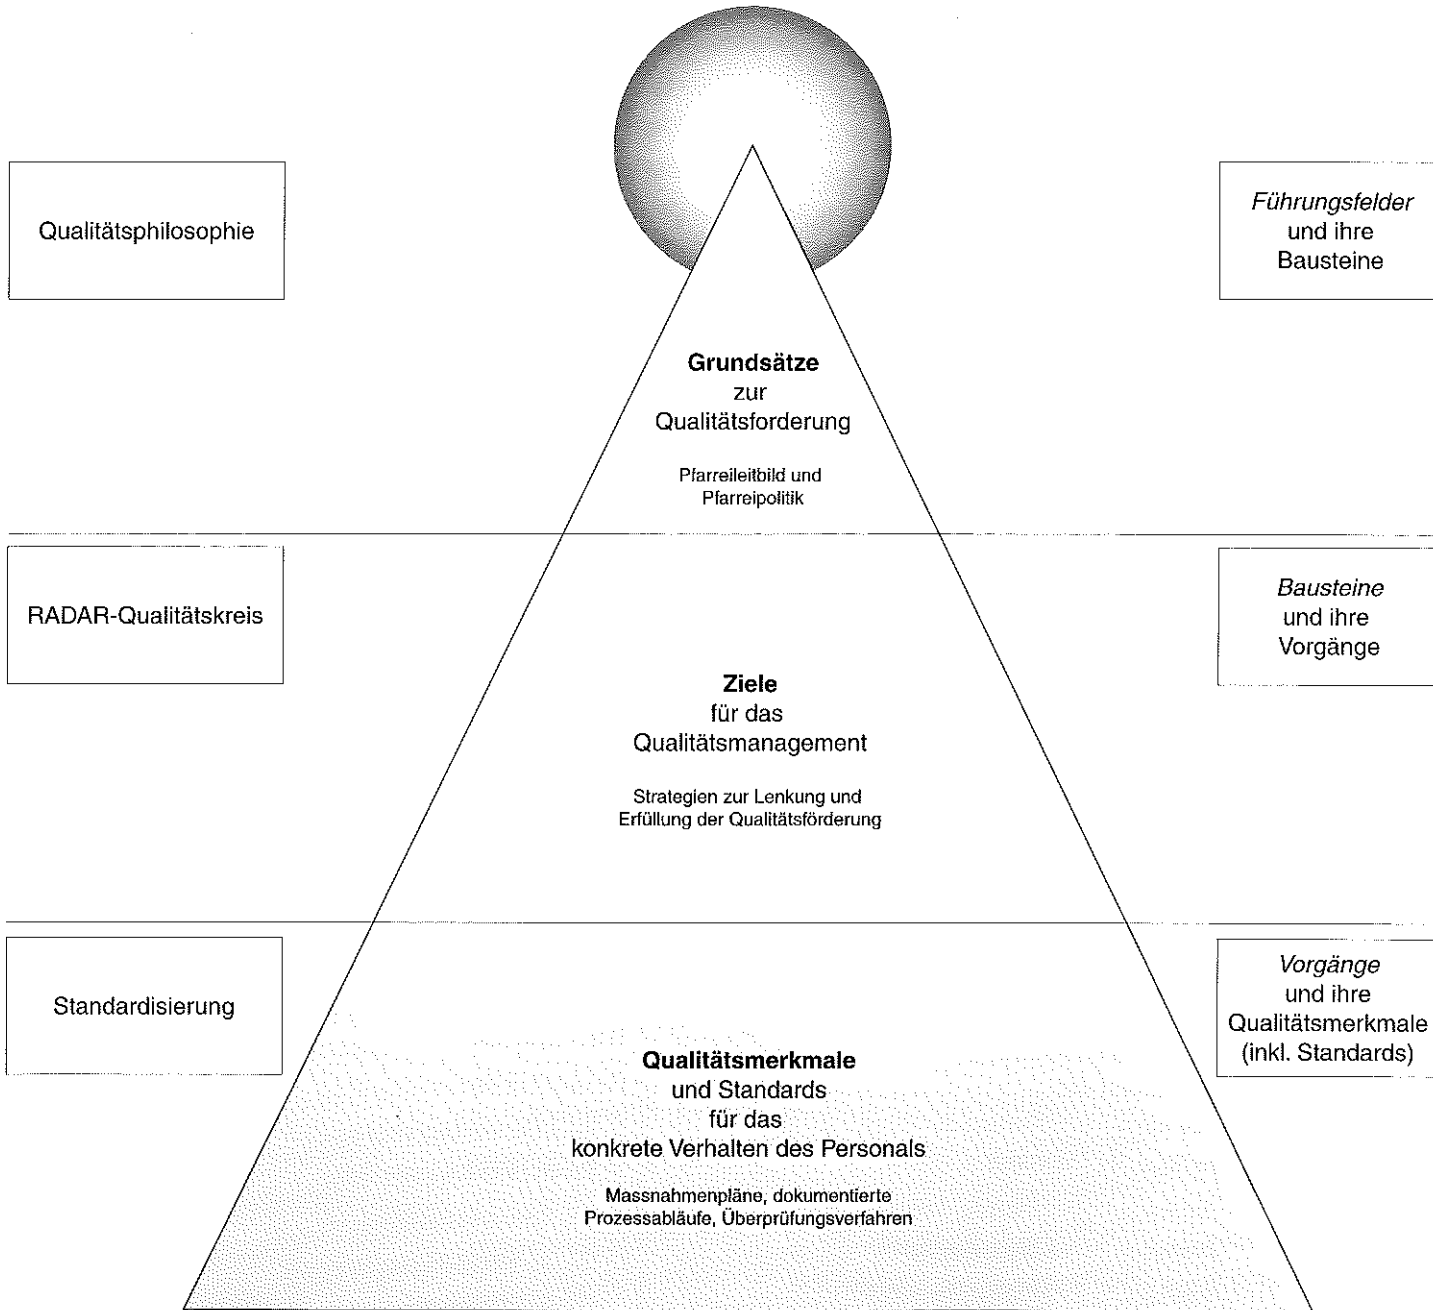 Qualitätsphilosophie
Führungsfelder
und ihre
Bausteine
Grundsätze
zur
Qualitätsforderung
Pfarreileitbild und
Pfarreipolitik
RADAR-Qualitätskreis
Bausteine
und ihre
Vorgänge
Ziele
für das
Qualitätsmanagement
Strategien zur Lenkung und
Erfüllung der Qualitätsförderung
Standardisierung
Vorgänge
und ihre
Qualitätsmerkmale
(inkl. Standards)
Qualitätsmerkmale
und Standards
für das
konkrete Verhalten des Personals
Massnahmenpläne, dokumentierte
Prozessabläufe, Überprüfungsverfahren